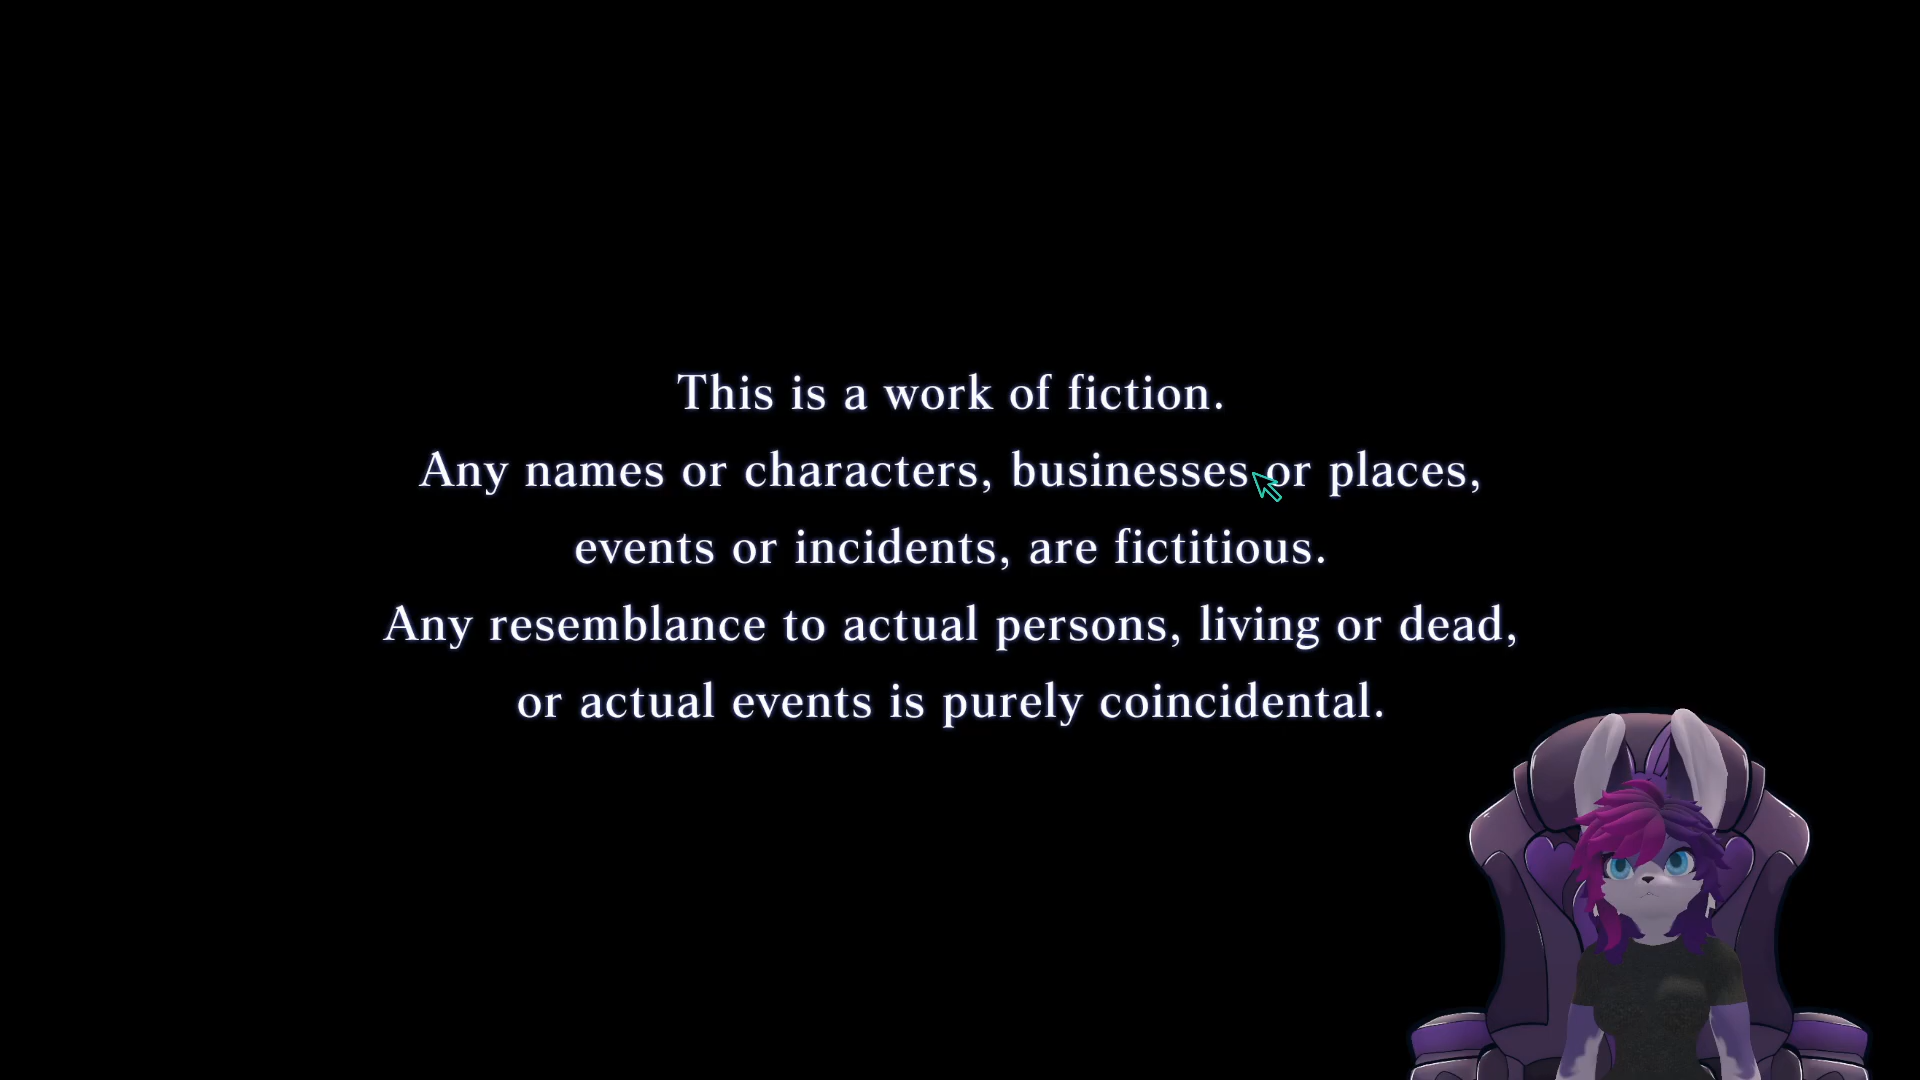 This is a work of fiction.
Any names or characters, businesses or places,
events or incidents, are fictitious.
Any resemblance to actual persons, living or dead,
or actual events is purely coincidental.